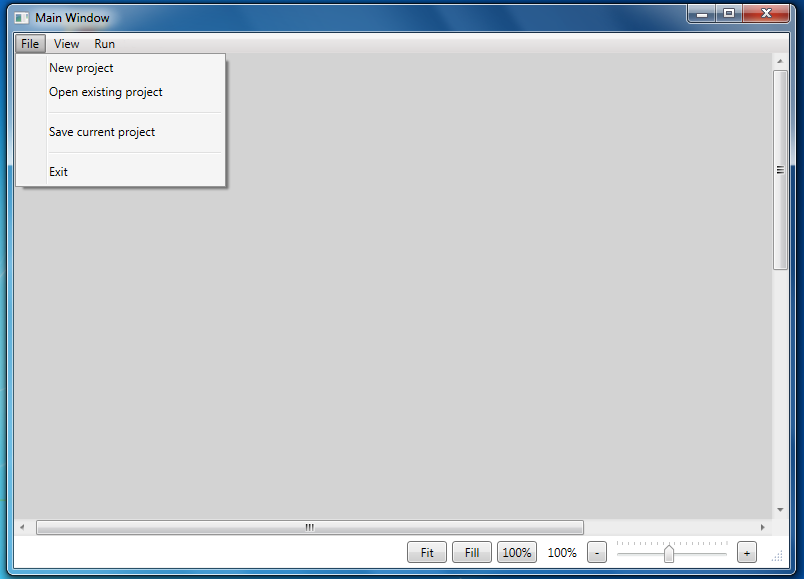 Main Window
File View Run
New project
Open existing project
Save current project
Exit
Fit Fill 100% 100% - +